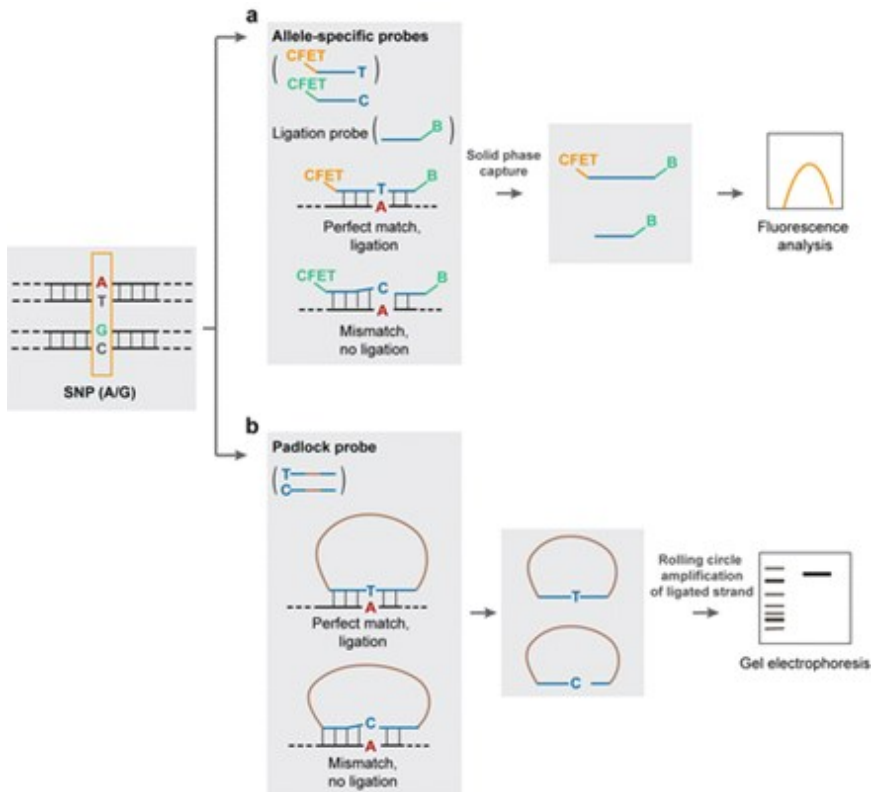 a
Allele-specific probes
CFET
T
CFET
C
Ligation probe
B
CFET
T
B
A
Perfect match,
ligation
CFET
C
B
A
Mismatch,
no ligation
Solid phase
capture
CFET
B
B
Fluorescence
analysis
A
T
G
C
SNP (A/G)
b
Padlock probe
T
C
T
A
Perfect match,
ligation
C
A
Mismatch,
no ligation
T
C
Rolling circle
amplification
of ligated strand
Gel electrophoresis